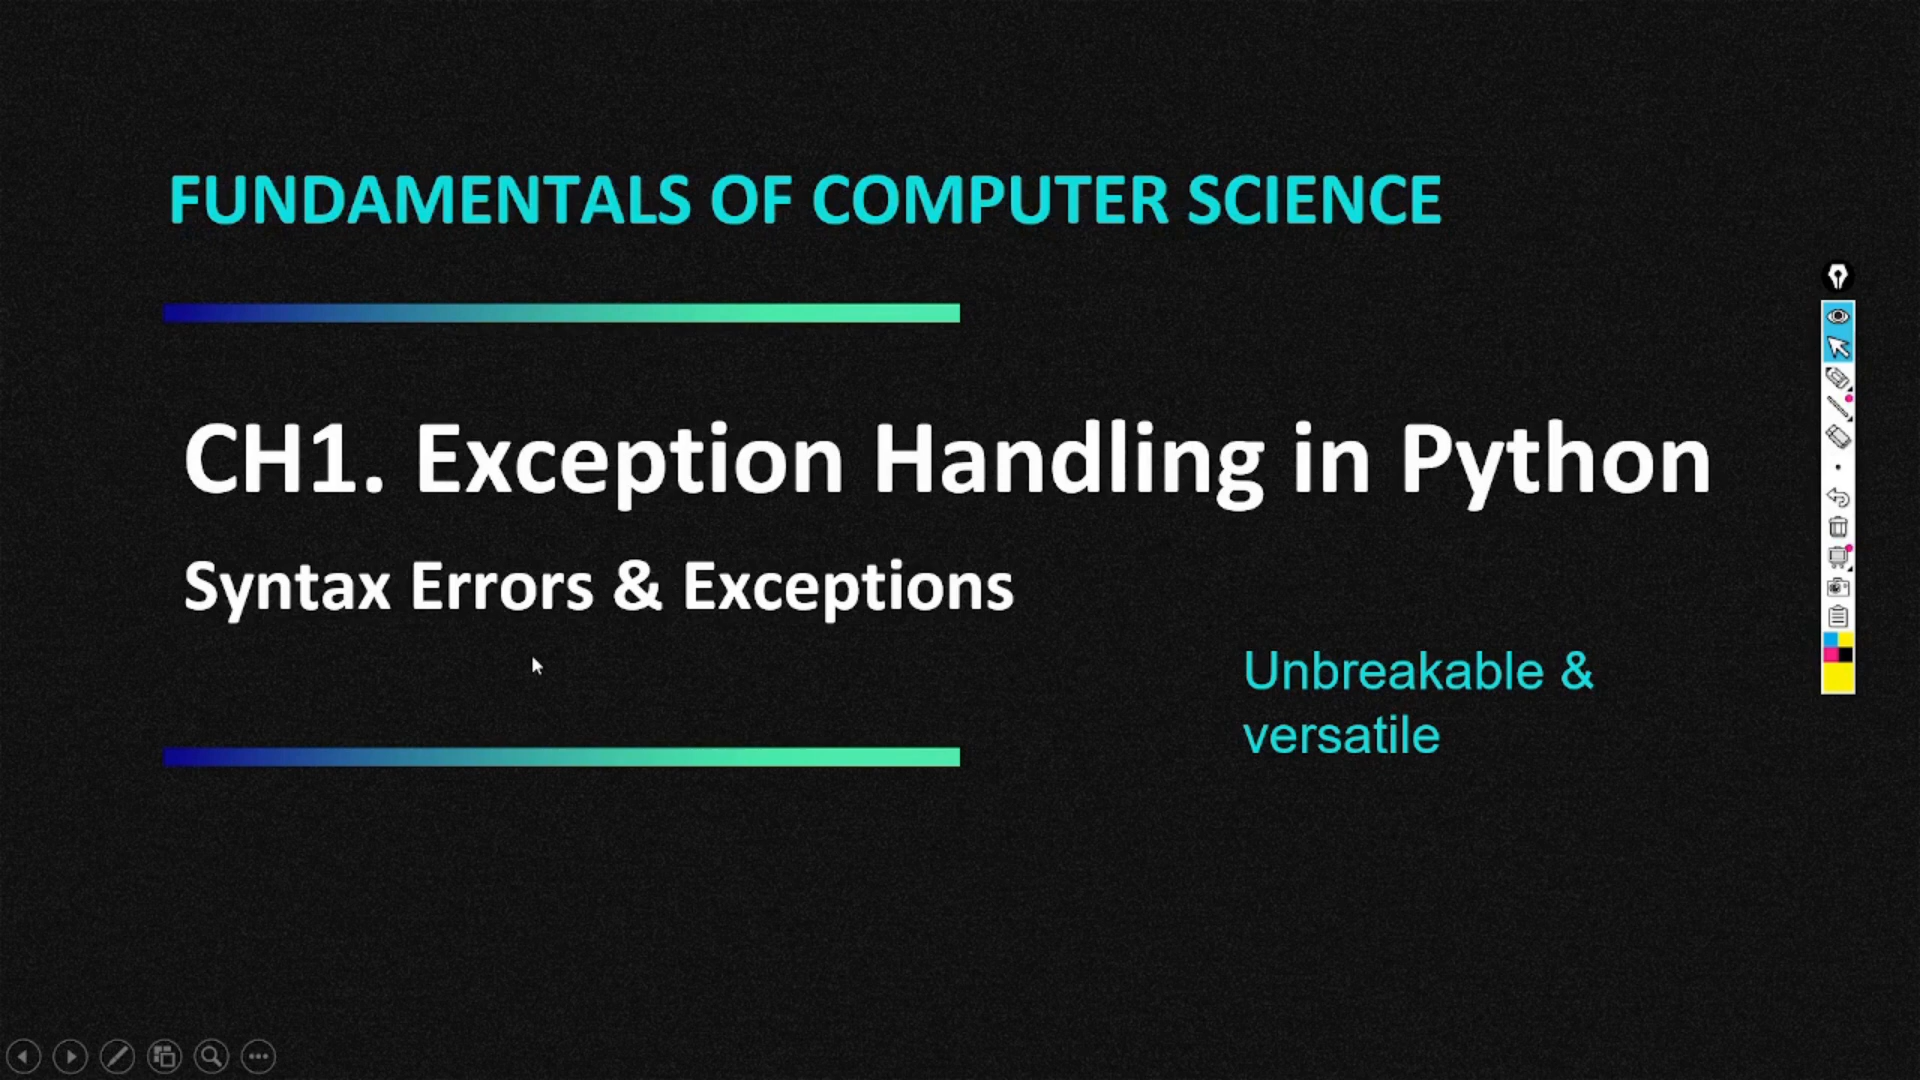 FUNDAMENTALS OF COMPUTER SCIENCE
CH1. Exception Handling in Python
Syntax Errors & Exceptions
Unbreakable &
versatile